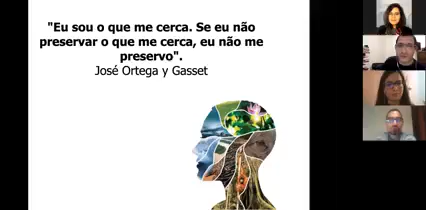 "Eu sou o que me cerca. Se eu não
preservar o que me cerca, eu não me
preservo".
José Ortega y Gasset